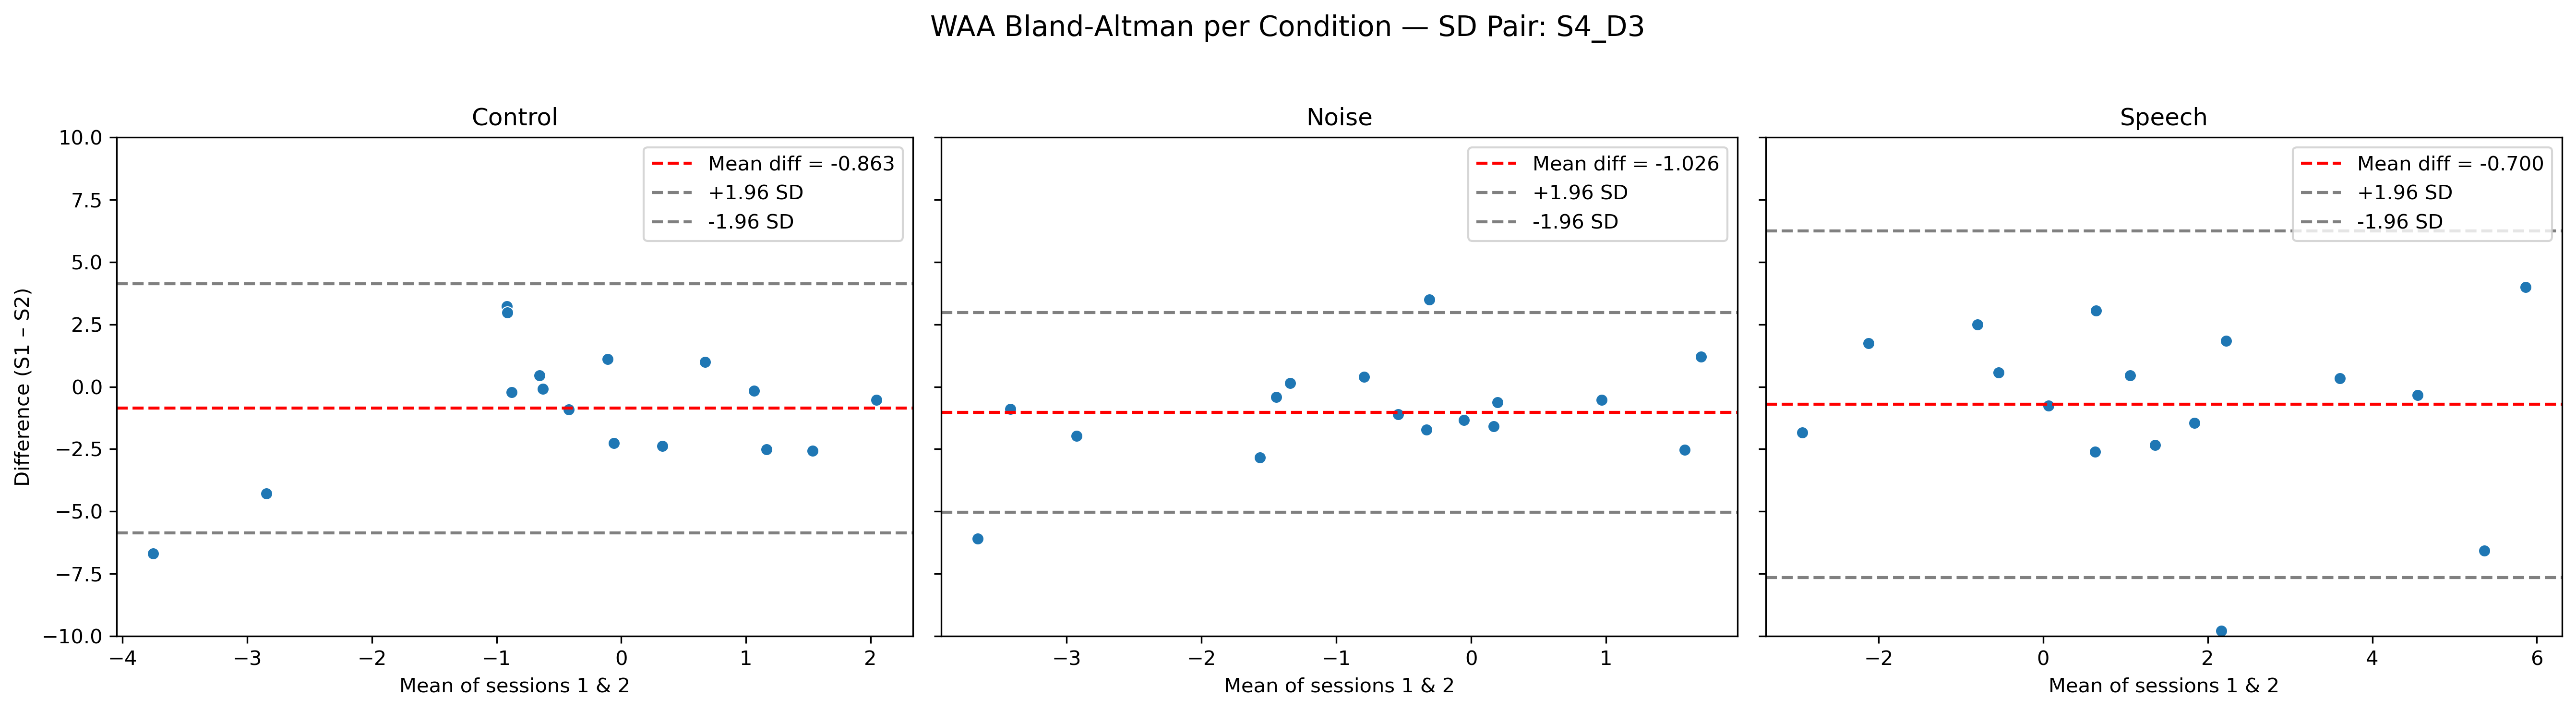 WAA Bland-Altman per Condition — SD Pair: S4_D3
Control
Noise
Speech
Mean diff = -0.863
+1.96 SD
-1.96 SD
Mean diff = -1.026
+1.96 SD
-1.96 SD
Mean diff = -0.700
+1.96 SD
-1.96 SD
Difference (S1 – S2)
10.0
7.5
5.0
2.5
0.0
−2.5
−5.0
−7.5
−10.0
−4 −3 −2 −1 0 1 2
−3 −2 −1 0 1
−2 0 2 4 6
Mean of sessions 1 & 2
Mean of sessions 1 & 2
Mean of sessions 1 & 2